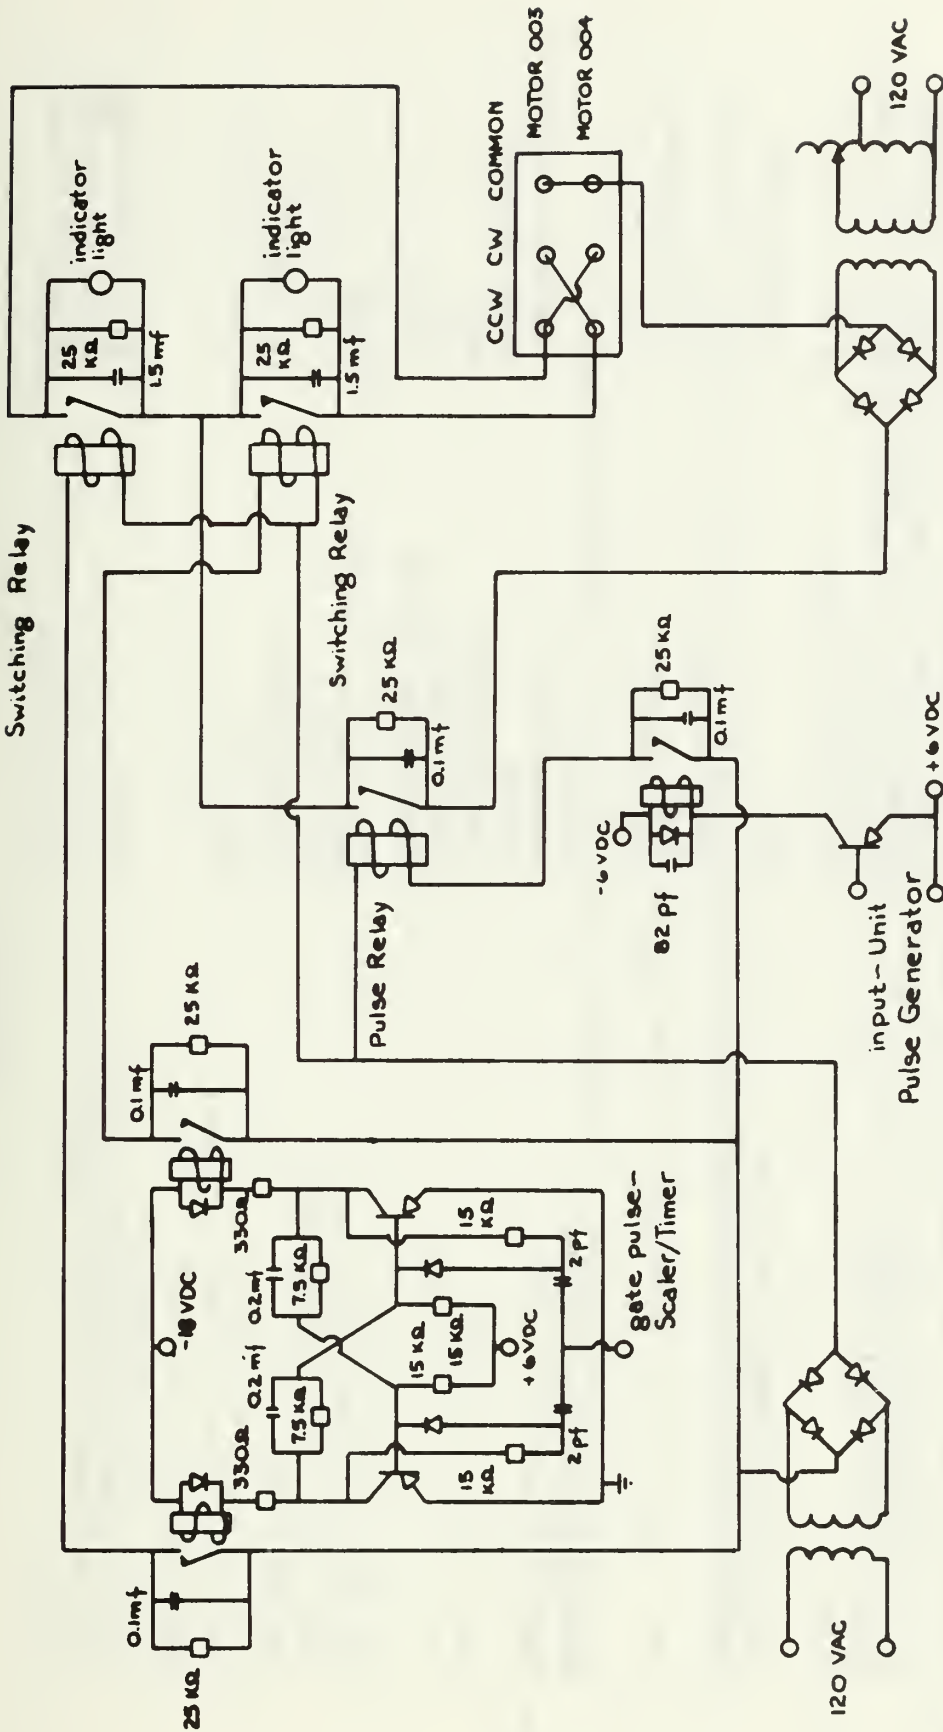 Switching Relay
indicator
light
25
KΩ
1.5 mf
indicator
light
25
KΩ
1.5 mf
Switching Relay
CCW CW COMMON
MOTOR 003
MOTOR 004
120 VAC
25 KΩ
0.1 mf
Pulse Relay
25 KΩ
0.1 mf
-6 VDC
82 pf
input-Unit
Pulse Generator
+6 VDC
25 KΩ
0.1 mf
-18 VDC
330Ω
330Ω
0.2 mf
7.5 KΩ
0.2 mf
7.5 KΩ
15 KΩ
15 KΩ
+6 VDC
15
KΩ
2 pf
15
KΩ
2 pf
gate pulse-
Scaler/Timer
0.1mf
25 KΩ
120 VAC